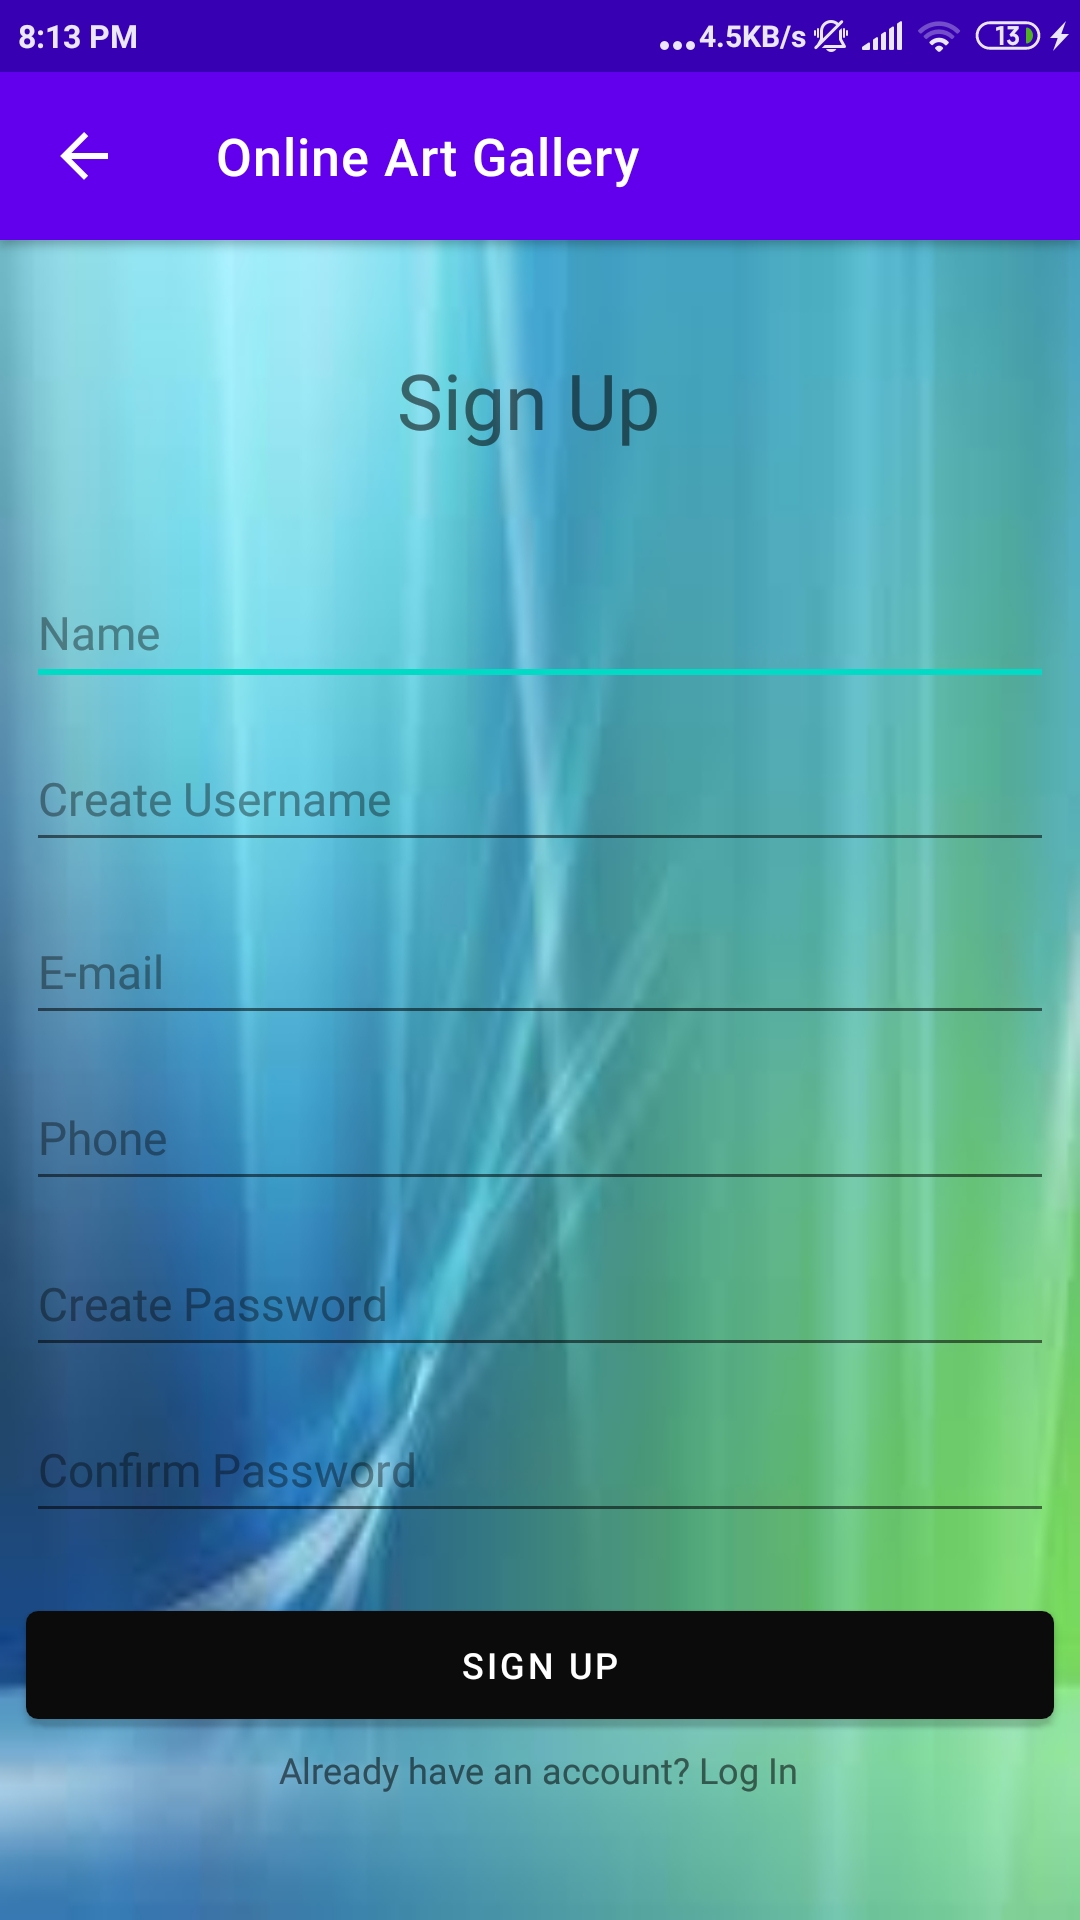 8:13 PM ...4.5KB/s 13
Online Art Gallery
Sign Up
Name
Create Username
E-mail
Phone
Create Password
Confirm Password
SIGN UP
Already have an account? Log In